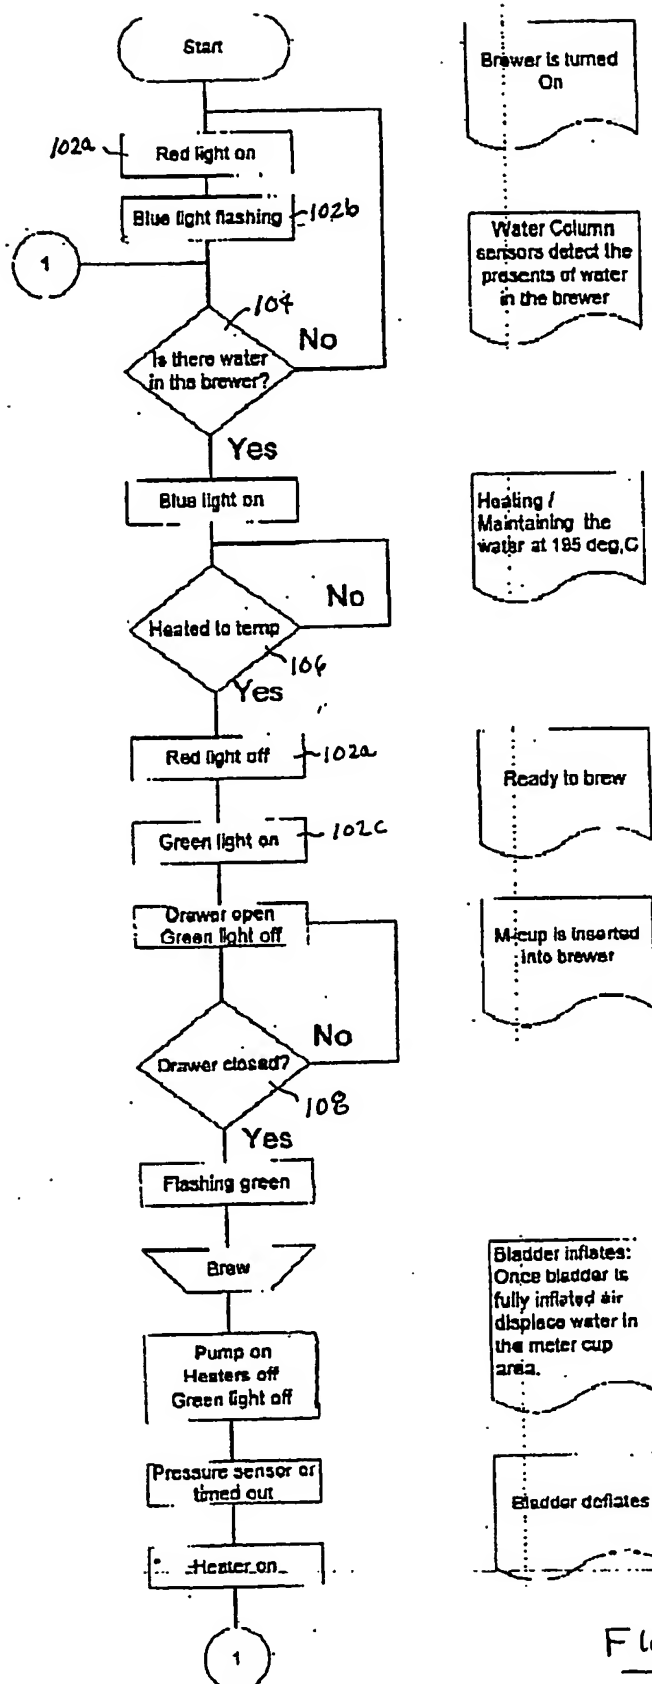 Start
Brewer is turned
On
102a
Red light on
Blue light flashing
102b
1
Water Column
sensors detect the
presents of water
in the brewer
104
Is there water
in the brewer?
No
Yes
Blue light on
Heating /
Maintaining the
water at 195 deg,C
Heated to temp
No
106
Yes
Red light off
102a
Ready to brew
Green light on
102c
Drawer open
Green light off
M-cup is inserted
into brewer
Drawer closed?
No
108
Yes
Flashing green
Brew
Bladder inflates:
Once bladder is
fully inflated air
displace water in
the meter cup
area.
Pump on
Heaters off
Green light off
Pressure sensor or
timed out
Bladder deflates
Heater on
1